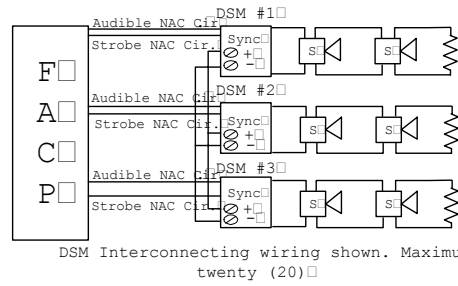 DSM #1
Audible NAC Cir.
Strobe NAC Cir.
Sync
+
−
S
S
DSM #2
Audible NAC Cir.
Strobe NAC Cir.
Sync
+
−
S
S
DSM #3
Audible NAC Cir.
Strobe NAC Cir.
Sync
+
−
S
S
F
A
C
P
DSM Interconnecting wiring shown. Maximu
twenty (20)